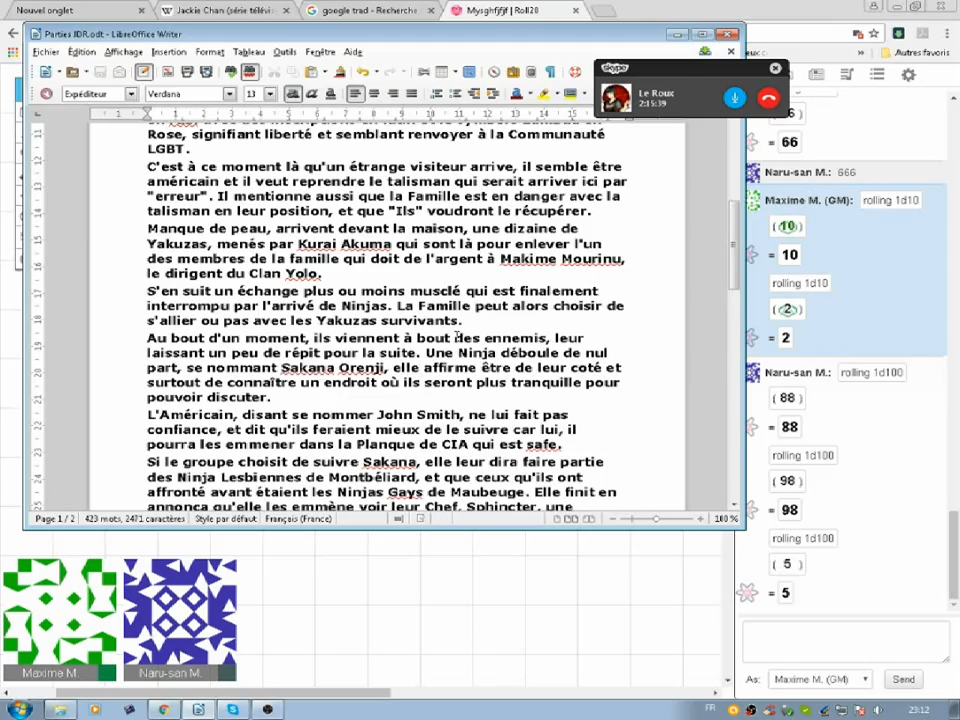 Nouvel onglet
Jackie Chan (série télévi
google trad - Recherche
Mysghfjfjf | Roll20
Autres favoris
Parties JDR.odt - LibreOffice Writer
Fichier Édition Affichage Insertion Format Tableau Outils Fenêtre Aide
Expéditeur Verdana 13
skype
Le Roux
2:15:39
Rose, signifiant liberté et semblant renvoyer à la Communauté
LGBT.
C'est à ce moment là qu'un étrange visiteur arrive, il semble être
américain et il veut reprendre le talisman qui serait arriver ici par
"erreur". Il mentionne aussi que la Famille est en danger avec la
talisman en leur position, et que "Ils" voudront le récupérer.
Manque de peau, arrivent devant la maison, une dizaine de
Yakuzas, menés par Kurai Akuma qui sont là pour enlever l'un
des membres de la famille qui doit de l'argent à Makime Mourinu,
le dirigent du Clan Yolo.
S'en suit un échange plus ou moins musclé qui est finalement
interrompu par l'arrivé de Ninjas. La Famille peut alors choisir de
s'allier ou pas avec les Yakuzas survivants.
Au bout d'un moment, ils viennent à bout des ennemis, leur
laissant un peu de répit pour la suite. Une Ninja déboule de nul
part, se nommant Sakana Orenji, elle affirme être de leur coté et
surtout de connaître un endroit où ils seront plus tranquille pour
pouvoir discuter.
L'Américain, disant se nommer John Smith, ne lui fait pas
confiance, et dit qu'ils feraient mieux de le suivre car lui, il
pourra les emmener dans la Planque de CIA qui est safe.
Si le groupe choisit de suivre Sakana, elle leur dira faire partie
des Ninja Lesbiennes de Montbéliard, et que ceux qu'ils ont
affronté avant étaient les Ninjas Gays de Maubeuge. Elle finit en
annonça qu'elle les emmène voir leur Chef, Sphincter, une
Page 1 / 2 423 mots, 2471 caractères Style par défaut Français (France) 100 %
= 66
Naru-san M.: 666
Maxime M. (GM): rolling 1d10
(10)
= 10
rolling 1d10
(2)
= 2
Naru-san M.: rolling 1d100
(88)
= 88
rolling 1d100
(98)
= 98
rolling 1d100
(5)
= 5
As: Maxime M. (GM) Send
Maxime M.
Naru-san M.
FR
23:12